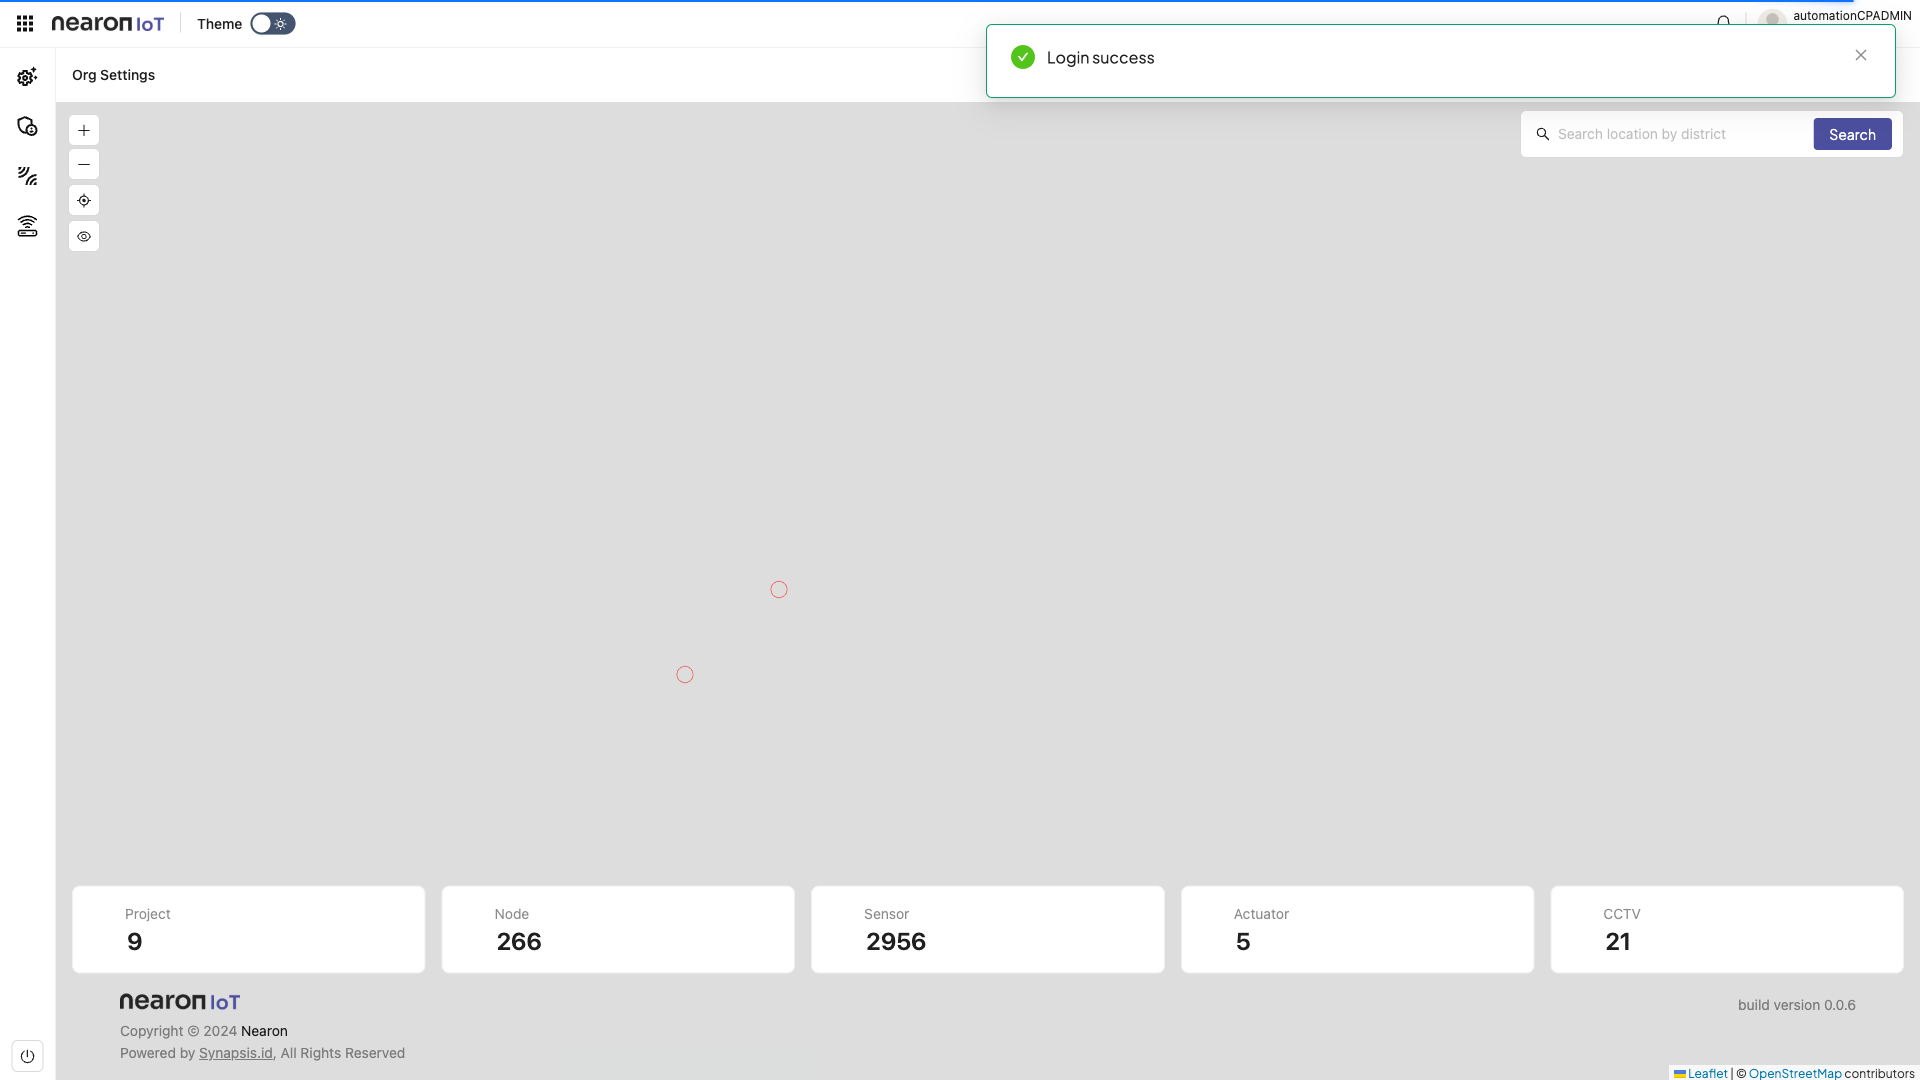 nearon IoT
Theme
automationCPADMIN
Login success
Org Settings
Search location by district
Search
Project
9
Node
266
Sensor
2956
Actuator
5
CCTV
21
nearon IoT
build version 0.0.6
Copyright © 2024 Nearon
Powered by Synapsis.id, All Rights Reserved
Leaflet | © OpenStreetMap contributors